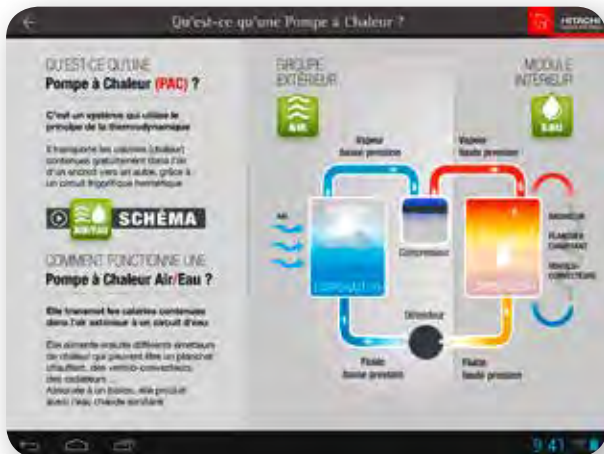 Qu'est-ce qu'une Pompe à Chaleur ?
HITACHI
QU'EST-CE QU'UNE
Pompe à Chaleur (PAC) ?
C'est un système qui utilise le
principe de la thermodynamique
Il transporte les calories (chaleur)
contenues gratuitement dans l'air
d'un endroit vers un autre, grâce à
un circuit frigorifique hermétique
AIR/EAU
SCHÉMA
COMMENT FONCTIONNE UNE
Pompe à Chaleur Air/Eau ?
Elle transmet les calories contenues
dans l'air extérieur à un circuit d'eau
Elle alimente ensuite différents émetteurs
de chaleur qui peuvent être un plancher
chauffant, des ventilo-convecteurs,
des radiateurs ...
Associée à un ballon, elle produit
aussi l'eau chaude sanitaire
GROUPE
EXTÉRIEUR
AIR
MODULE
INTÉRIEUR
EAU
Vapeur
basse pression
Vapeur
haute pression
AIR
Compresseur
ÉVAPORATEUR
CONDENSEUR
RADIATEUR
PLANCHER
CHAUFFANT
VENTILO-
CONVECTEURS
Détendeur
Fluide
basse pression
Fluide
haute pression
9:41